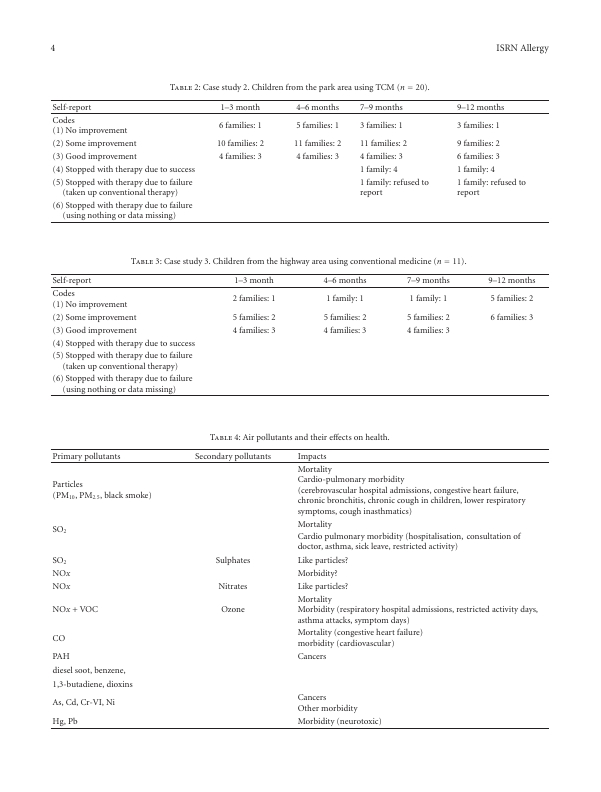 4
ISRN Allergy
Table 2: Case study 2. Children from the park area using TCM (n = 20).
Self-report 1–3 month 4–6 months 7–9 months 9–12 months
Codes
(1) No improvement 6 families: 1 5 families: 1 3 families: 1 3 families: 1
(2) Some improvement 10 families: 2 11 families: 2 11 families: 2 9 families: 2
(3) Good improvement 4 families: 3 4 families: 3 4 families: 3 6 families: 3
(4) Stopped with therapy due to success 1 family: 4 1 family: 4
(5) Stopped with therapy due to failure 1 family: refused to 1 family: refused to
(taken up conventional therapy) report report
(6) Stopped with therapy due to failure
(using nothing or data missing)
Table 3: Case study 3. Children from the highway area using conventional medicine (n = 11).
Self-report 1–3 month 4–6 months 7–9 months 9–12 months
Codes
(1) No improvement 2 families: 1 1 family: 1 1 family: 1 5 families: 2
(2) Some improvement 5 families: 2 5 families: 2 5 families: 2 6 families: 3
(3) Good improvement 4 families: 3 4 families: 3 4 families: 3
(4) Stopped with therapy due to success
(5) Stopped with therapy due to failure
(taken up conventional therapy)
(6) Stopped with therapy due to failure
(using nothing or data missing)
Table 4: Air pollutants and their effects on health.
Primary pollutants Secondary pollutants Impacts
Particles
(PM10, PM2.5, black smoke)
Mortality
Cardio-pulmonary morbidity
(cerebrovascular hospital admissions, congestive heart failure,
chronic bronchitis, chronic cough in children, lower respiratory
symptoms, cough inasthmatics)
SO2
Mortality
Cardio pulmonary morbidity (hospitalisation, consultation of
doctor, asthma, sick leave, restricted activity)
SO2 Sulphates Like particles?
NOx Morbidity?
NOx Nitrates Like particles?
NOx + VOC Ozone
Mortality
Morbidity (respiratory hospital admissions, restricted activity days,
asthma attacks, symptom days)
CO
Mortality (congestive heart failure)
morbidity (cardiovascular)
PAH Cancers
diesel soot, benzene,
1,3-butadiene, dioxins
As, Cd, Cr-VI, Ni
Cancers
Other morbidity
Hg, Pb Morbidity (neurotoxic)